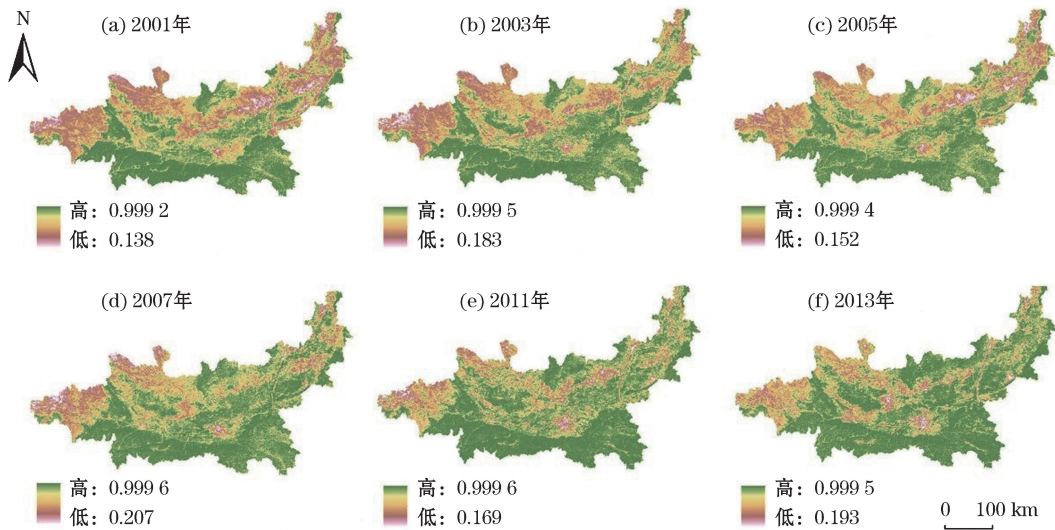 N
(a) 2001年
(b) 2003年
(c) 2005年
高: 0.999 2
低: 0.138
高: 0.999 5
低: 0.183
高: 0.999 4
低: 0.152
(d) 2007年
(e) 2011年
(f) 2013年
高: 0.999 6
低: 0.207
高: 0.999 6
低: 0.169
高: 0.999 5
低: 0.193
0 100 km